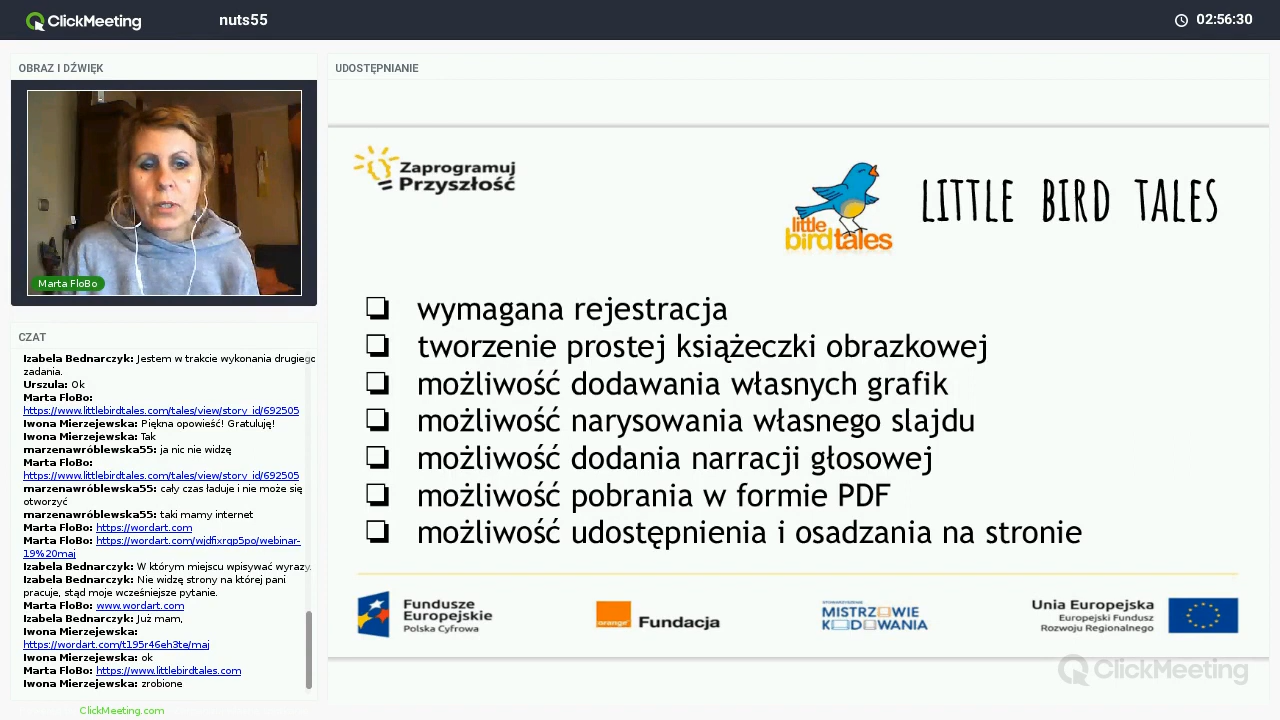 ClickMeeting
nuts55
02:56:30
OBRAZ I DŹWIĘK
Marta FloBo
CZAT
Izabela Bednarczyk: Jestem w trakcie wykonania drugiego
zadania.
Urszula: Ok
Marta FloBo:
https://www.littlebirdtales.com/tales/view/story_id/692505
Iwona Mierzejewska: Piękna opowieść! Gratuluję!
Iwona Mierzejewska: Tak
marzenawróblewska55: ja nic nie widzę
Marta FloBo:
https://www.littlebirdtales.com/tales/view/story_id/692505
marzenawróblewska55: cały czas ładuje i nie może się
otworzyć
marzenawróblewska55: taki mamy internet
Marta FloBo: https://wordart.com
Marta FloBo: https://wordart.com/wjdfixrqp5po/webinar-
19%20maj
Izabela Bednarczyk: W którym miejscu wpisywać wyrazy.
Izabela Bednarczyk: Nie widzę strony na której pani
pracuje, stąd moje wcześniejsze pytanie.
Marta FloBo: www.wordart.com
Izabela Bednarczyk: Już mam,
Iwona Mierzejewska:
https://wordart.com/t195r46eh3te/maj
Iwona Mierzejewska: ok
Marta FloBo: https://www.littlebirdtales.com
Iwona Mierzejewska: zrobione
ClickMeeting.com
UDOSTĘPNIANIE
Zaprogramuj
Przyszłość
little
birdtales
LITTLE BIRD TALES
wymagana rejestracja
tworzenie prostej książeczki obrazkowej
możliwość dodawania własnych grafik
możliwość narysowania własnego slajdu
możliwość dodania narracji głosowej
możliwość pobrania w formie PDF
możliwość udostępnienia i osadzania na stronie
Fundusze
Europejskie
Polska Cyfrowa
orange
Fundacja
STOWARZYSZENIE
MISTRZOWIE
KODOWANIA
Unia Europejska
Europejski Fundusz
Rozwoju Regionalnego
ClickMeeting